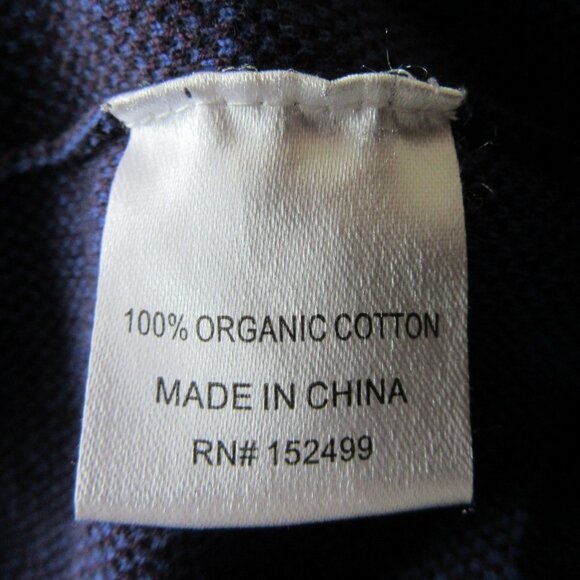 100% ORGANIC COTTON
MADE IN CHINA
RN# 152499